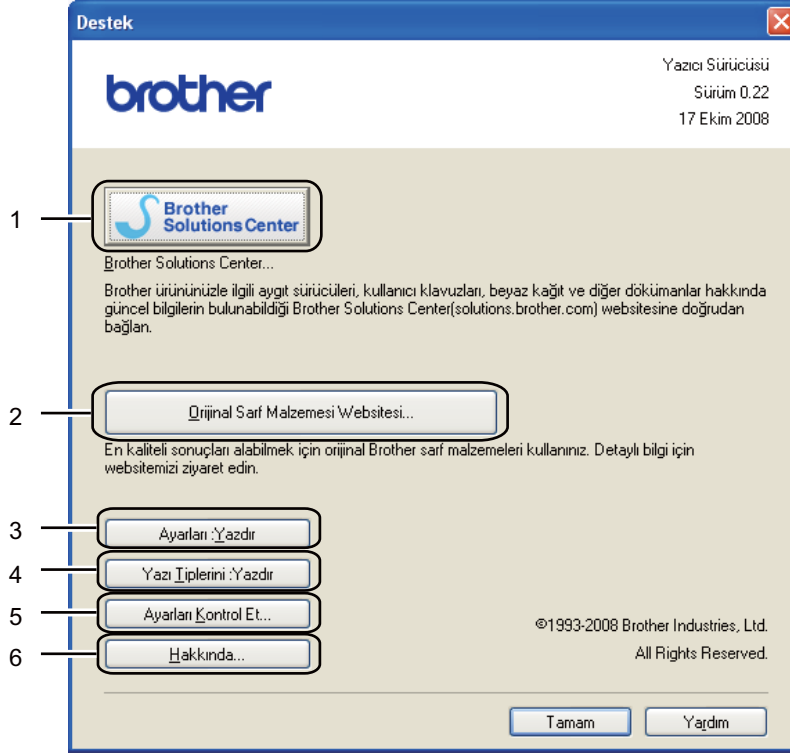 Destek
brother
Yazıcı Sürücüsü
Sürüm 0.22
17 Ekim 2008
1
Brother
Solutions Center
Brother Solutions Center...
Brother ürününüzle ilgili aygıt sürücüleri, kullanıcı klavuzları, beyaz kağıt ve diğer dökümanlar hakkında
güncel bilgilerin bulunabildiği Brother Solutions Center(solutions.brother.com) websitesine doğrudan
bağlan.
2
Orijinal Sarf Malzemesi Websitesi...
En kaliteli sonuçları alabilmek için orijinal Brother sarf malzemeleri kullanınız. Detaylı bilgi için
websitemizi ziyaret edin.
3
Ayarları :Yazdır
4
Yazı Tiplerini :Yazdır
5
Ayarları Kontrol Et...
6
Hakkında...
©1993-2008 Brother Industries, Ltd.
All Rights Reserved.
Tamam
Yardım